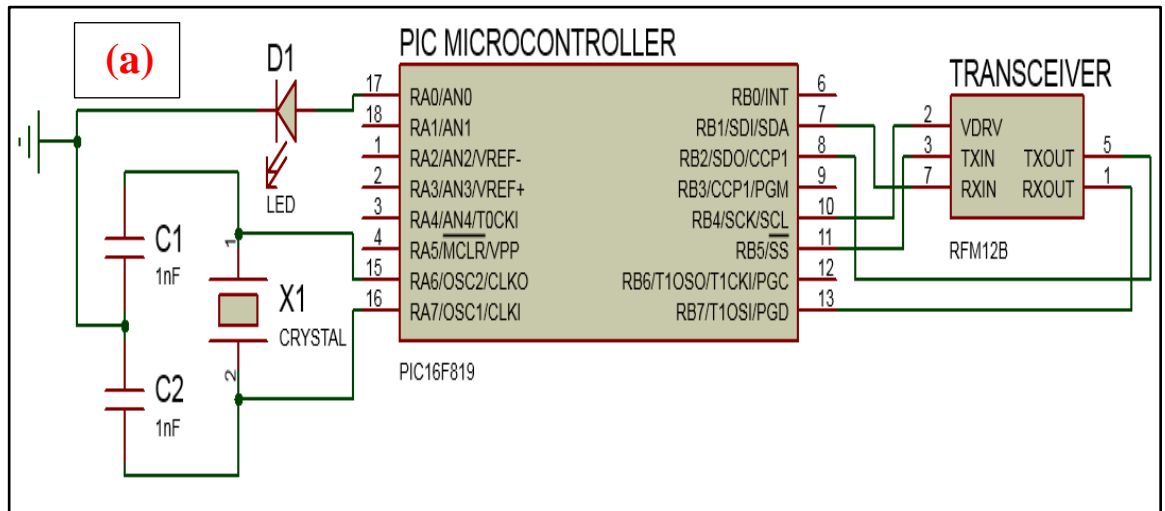 (a)
PIC MICROCONTROLLER
D1
LED
17 RA0/AN0
18 RA1/AN1
1 RA2/AN2/VREF-
2 RA3/AN3/VREF+
3 RA4/AN4/T0CKI
4 RA5/MCLR/VPP
15 RA6/OSC2/CLKO
16 RA7/OSC1/CLKI
RB0/INT 6
RB1/SDI/SDA 7
RB2/SDO/CCP1 8
RB3/CCP1/PGM 9
RB4/SCK/SCL 10
RB5/SS 11
RB6/T1OSO/T1CKI/PGC 12
RB7/T1OSI/PGD 13
PIC16F819
TRANSCEIVER
2 VDRV
3 TXIN TXOUT 5
7 RXIN RXOUT 1
RFM12B
C1
1nF
C2
1nF
1
X1
CRYSTAL
2